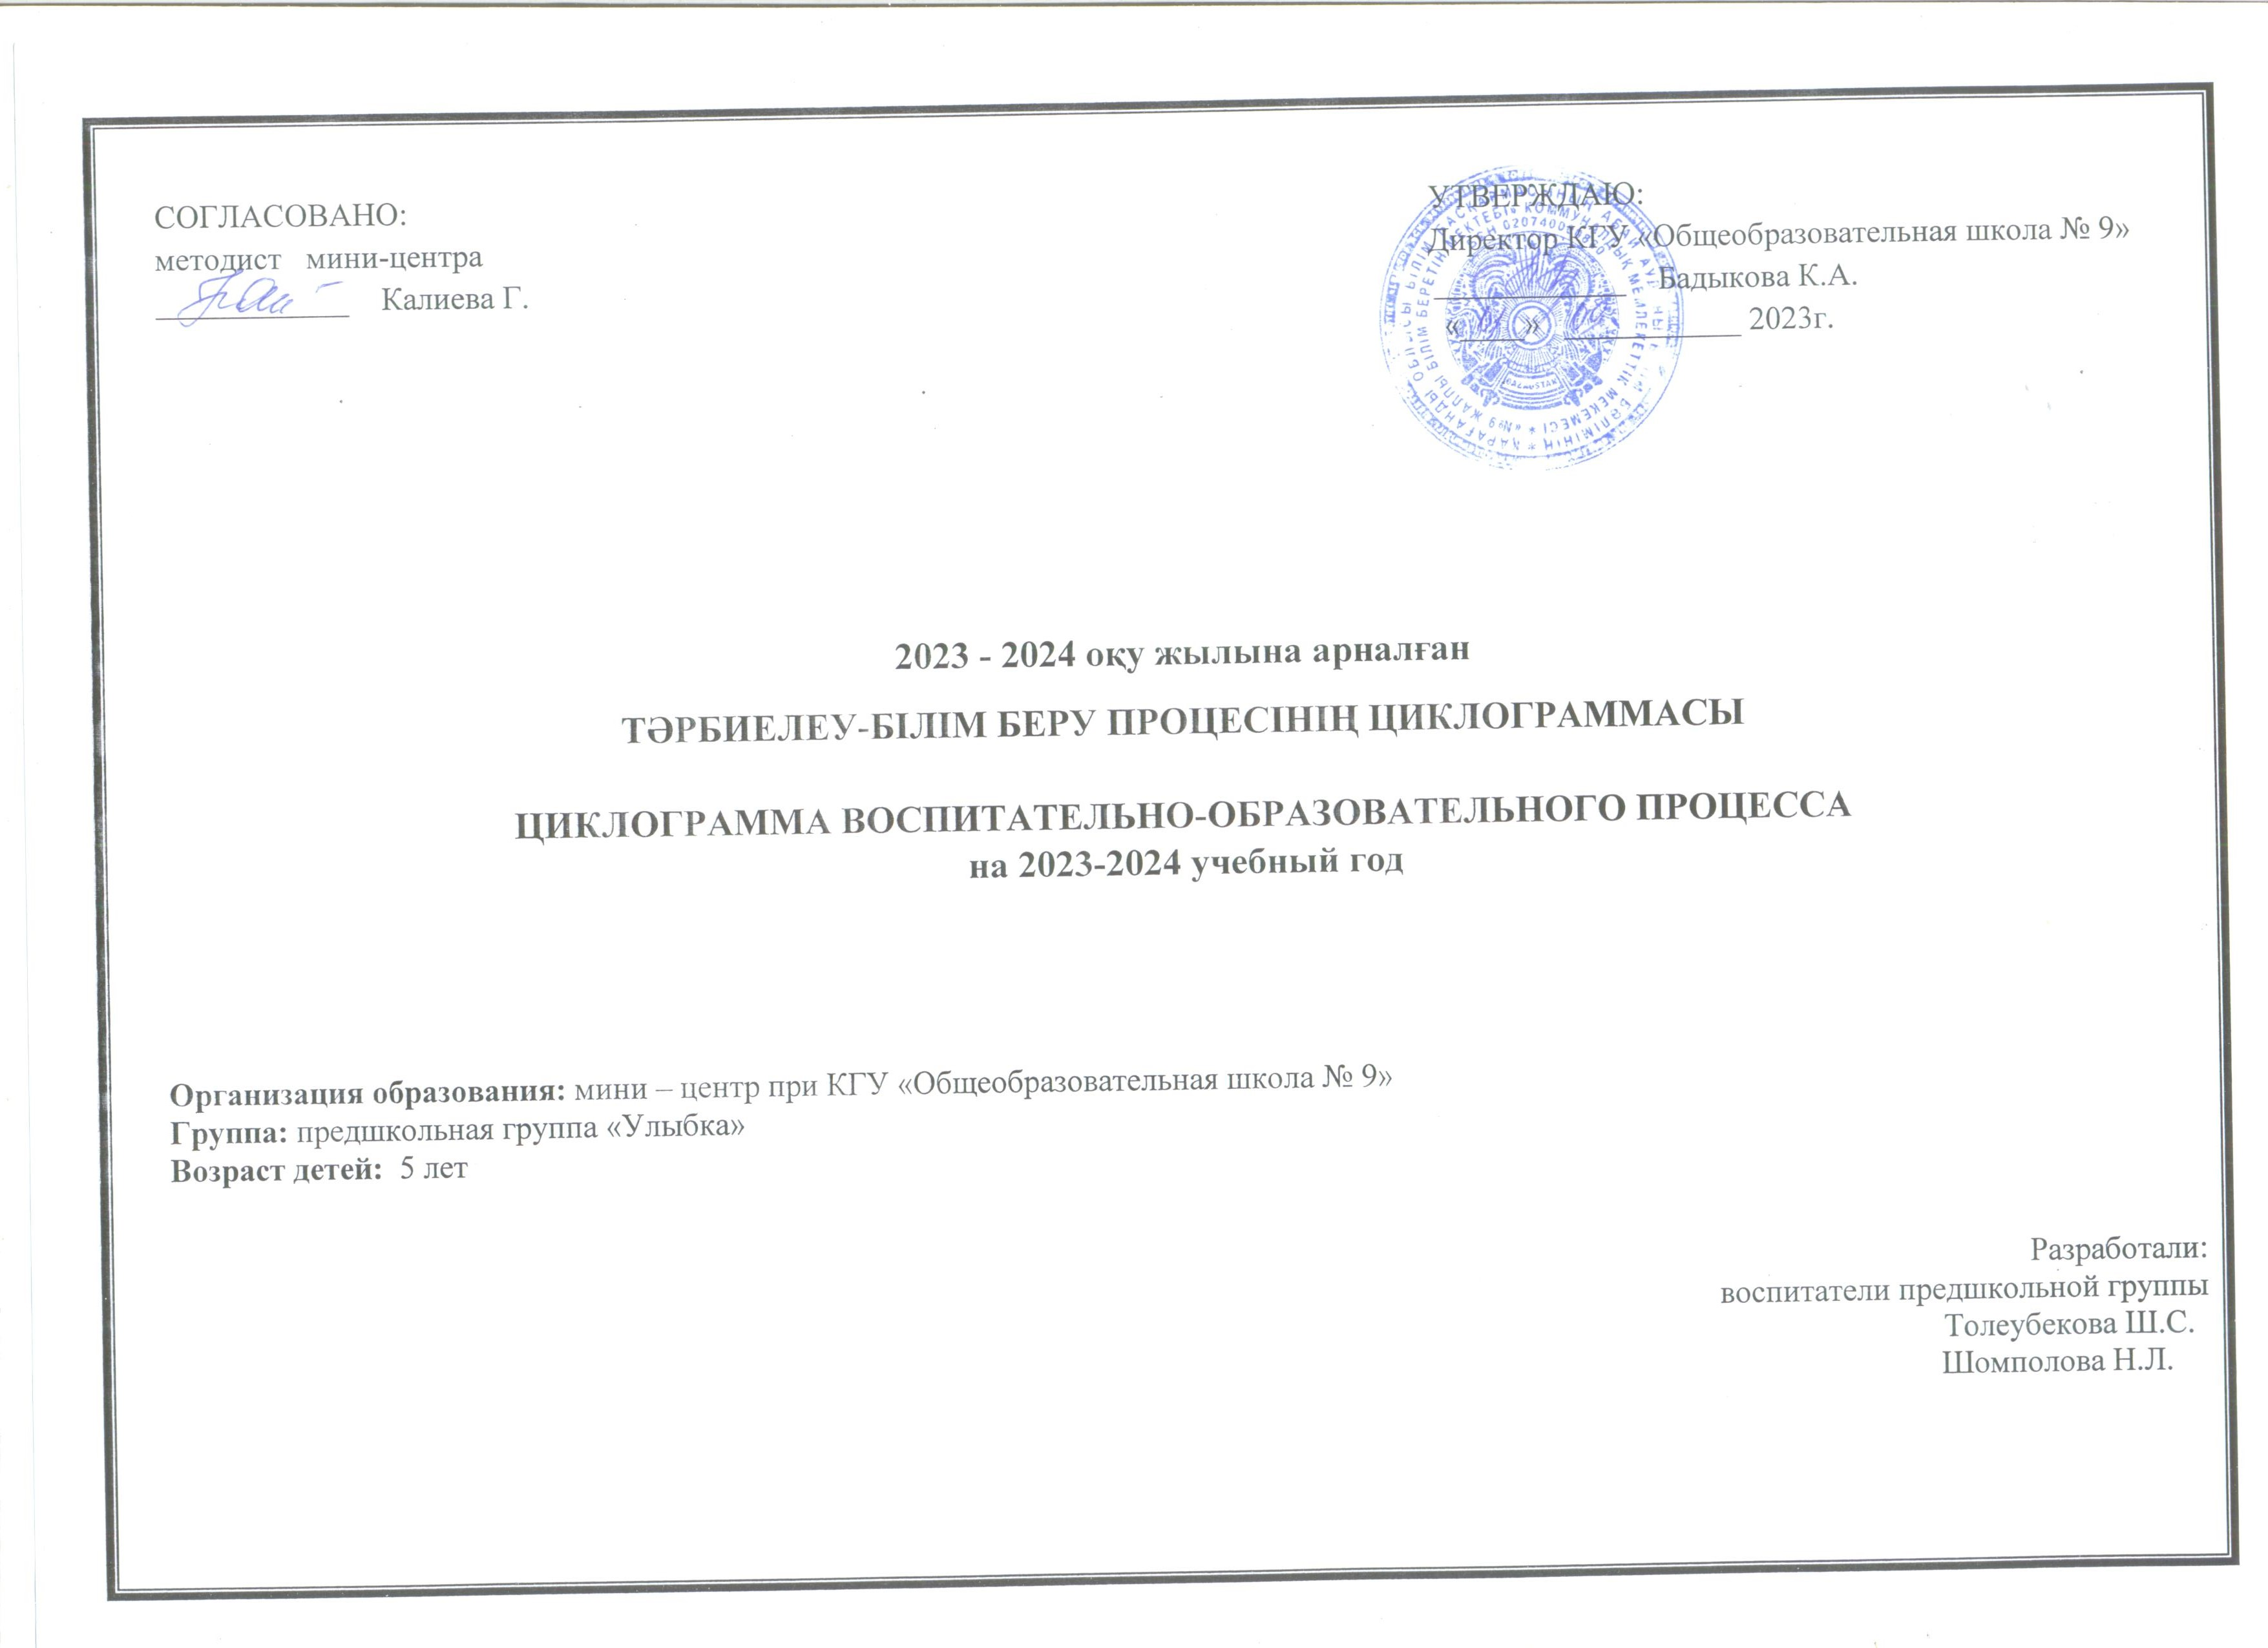 СОГЛАСОВАНО:
методист мини-центра
Калиева Г.
УТВЕРЖДАЮ:
Директор КГУ «Общеобразовательная школа № 9»
Бадыкова К.А.
« » 2023г.
2023 - 2024 оқу жылына арналған
ТӘРБИЕЛЕУ-БІЛІМ БЕРУ ПРОЦЕСІНІҢ ЦИКЛОГРАММАСЫ
ЦИКЛОГРАММА ВОСПИТАТЕЛЬНО-ОБРАЗОВАТЕЛЬНОГО ПРОЦЕССА
на 2023-2024 учебный год
Организация образования: мини – центр при КГУ «Общеобразовательная школа № 9»
Группа: предшкольная группа «Улыбка»
Возраст детей: 5 лет
Разработали:
воспитатели предшкольной группы
Толеубекова Ш.С.
Шомполова Н.Л.